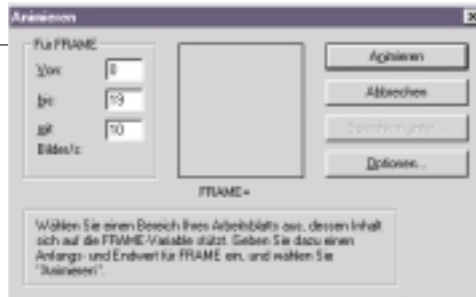 Animieren
Für FRAME
Von: 0
bis: 19
mit 10
Bilder/s:
FRAME=
Animieren
Abbrechen
Speichern unter...
Optionen...
Wählen Sie einen Bereich Ihres Arbeitsblatts aus, dessen Inhalt
sich auf die FRAME-Variable stützt. Geben Sie dazu einen
Anfangs- und Endwert für FRAME ein, und wählen Sie
"Animieren".